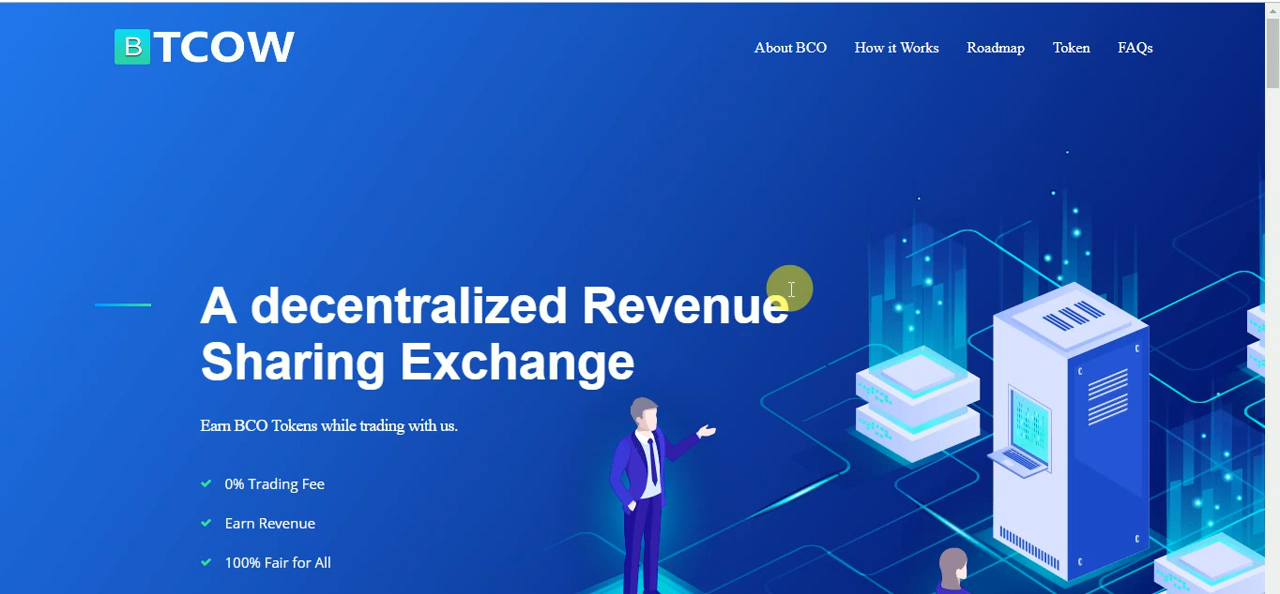 BTCOW
About BCO How it Works Roadmap Token FAQs
A decentralized Revenue
Sharing Exchange
Earn BCO Tokens while trading with us.
0% Trading Fee
Earn Revenue
100% Fair for All